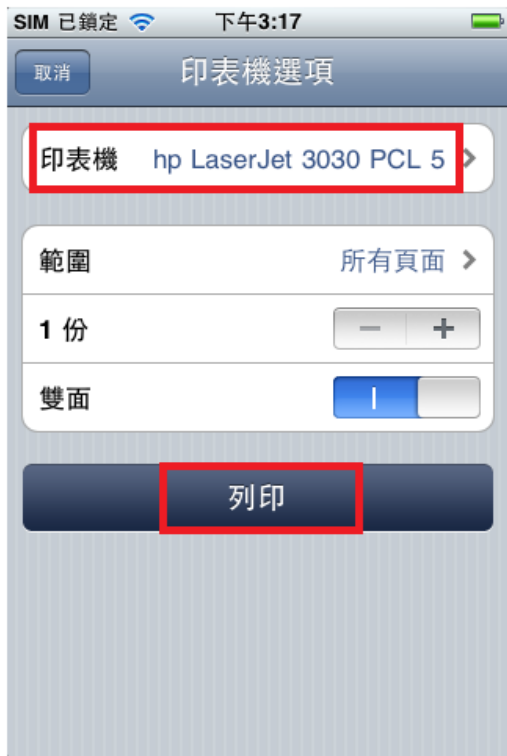 SIM 已鎖定 下午3:17
取消 印表機選項
印表機 hp LaserJet 3030 PCL 5
範圍 所有頁面
1 份
雙面
列印